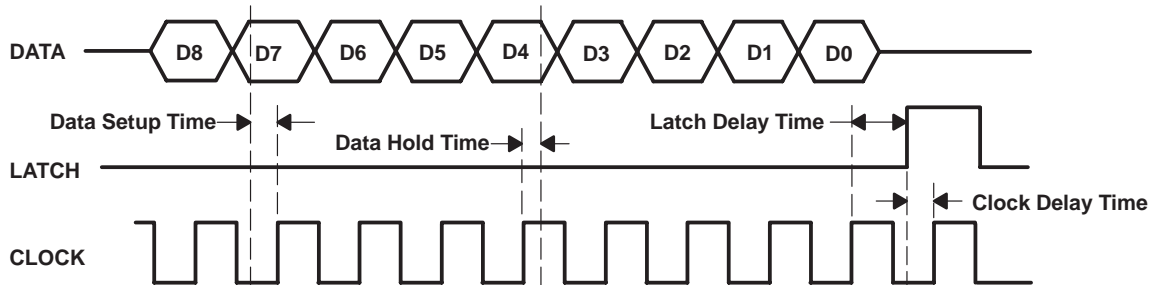 DATA D8 D7 D6 D5 D4 D3 D2 D1 D0
Data Setup Time
Latch Delay Time
Data Hold Time
LATCH
Clock Delay Time
CLOCK